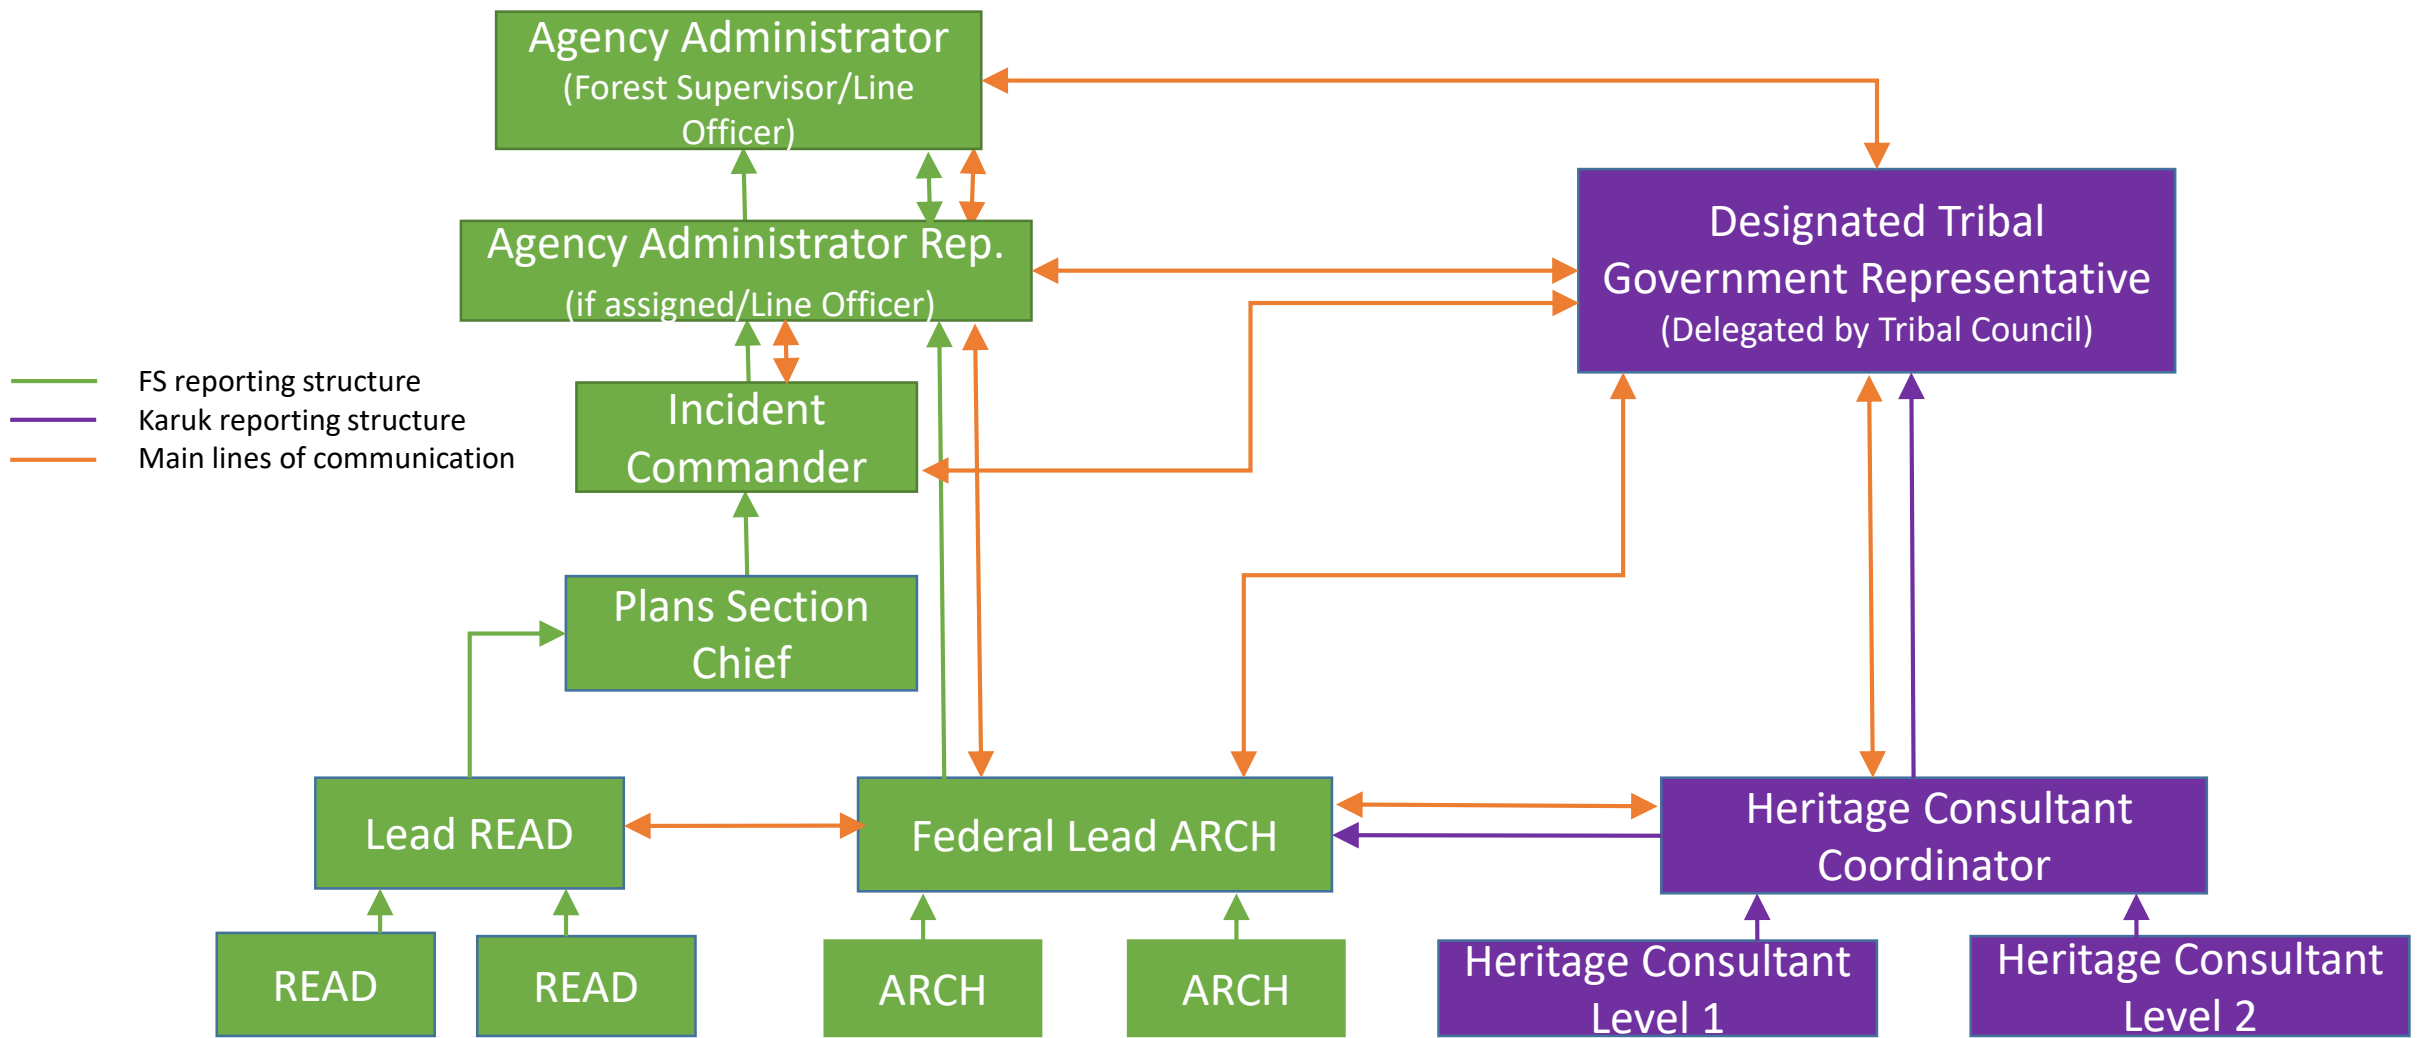 Agency Administrator
(Forest Supervisor/Line
Officer)
Agency Administrator Rep.
(if assigned/Line Officer)
Designated Tribal
Government Representative
(Delegated by Tribal Council)
FS reporting structure
Karuk reporting structure
Main lines of communication
Incident
Commander
Plans Section
Chief
Lead READ
Federal Lead ARCH
Heritage Consultant
Coordinator
READ
READ
ARCH
ARCH
Heritage Consultant
Level 1
Heritage Consultant
Level 2